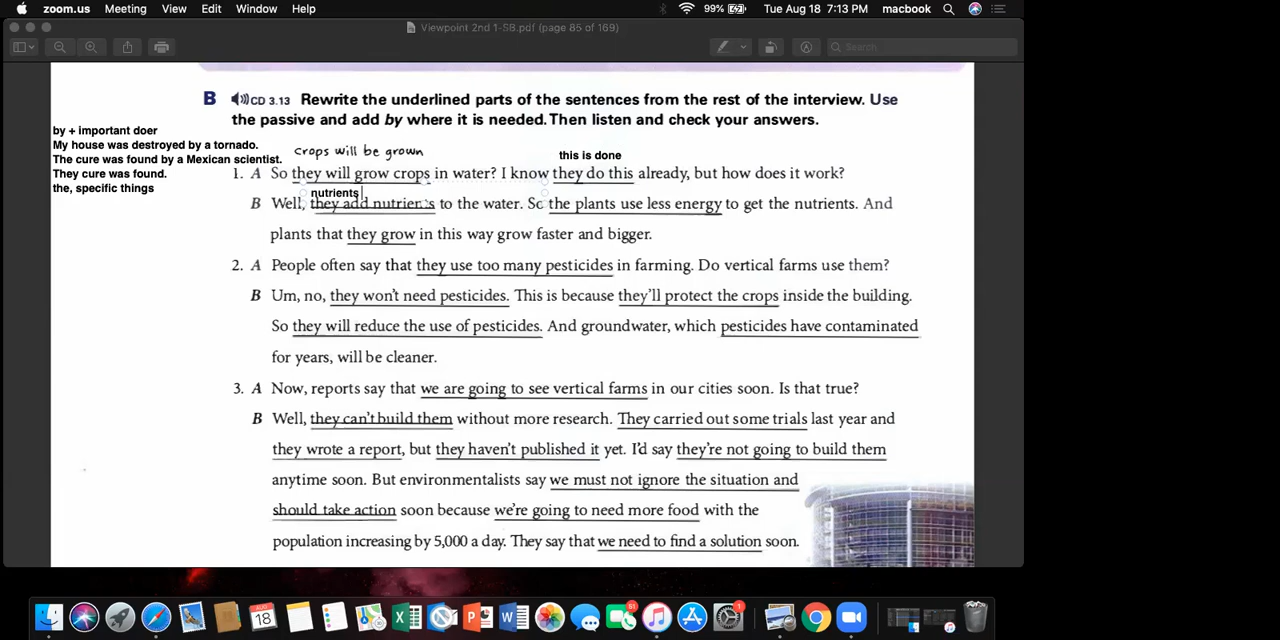 zoom.us Meeting View Edit Window Help 99% Tue Aug 18 7:13 PM macbook
Viewpoint 2nd 1-SB.pdf (page 85 of 169)
Search
B CD 3.13 Rewrite the underlined parts of the sentences from the rest of the interview. Use
the passive and add by where it is needed. Then listen and check your answers.
by + important doer
My house was destroyed by a tornado.
The cure was found by a Mexican scientist.
They cure was found.
the, specific things
crops will be grown
this is done
1. A So they will grow crops in water? I know they do this already, but how does it work?
nutrients
B Well, they add nutrients to the water. So the plants use less energy to get the nutrients. And
plants that they grow in this way grow faster and bigger.
2. A People often say that they use too many pesticides in farming. Do vertical farms use them?
B Um, no, they won't need pesticides. This is because they'll protect the crops inside the building.
So they will reduce the use of pesticides. And groundwater, which pesticides have contaminated
for years, will be cleaner.
3. A Now, reports say that we are going to see vertical farms in our cities soon. Is that true?
B Well, they can't build them without more research. They carried out some trials last year and
they wrote a report, but they haven't published it yet. I'd say they're not going to build them
anytime soon. But environmentalists say we must not ignore the situation and
should take action soon because we're going to need more food with the
population increasing by 5,000 a day. They say that we need to find a solution soon.
AUG
18
51
1